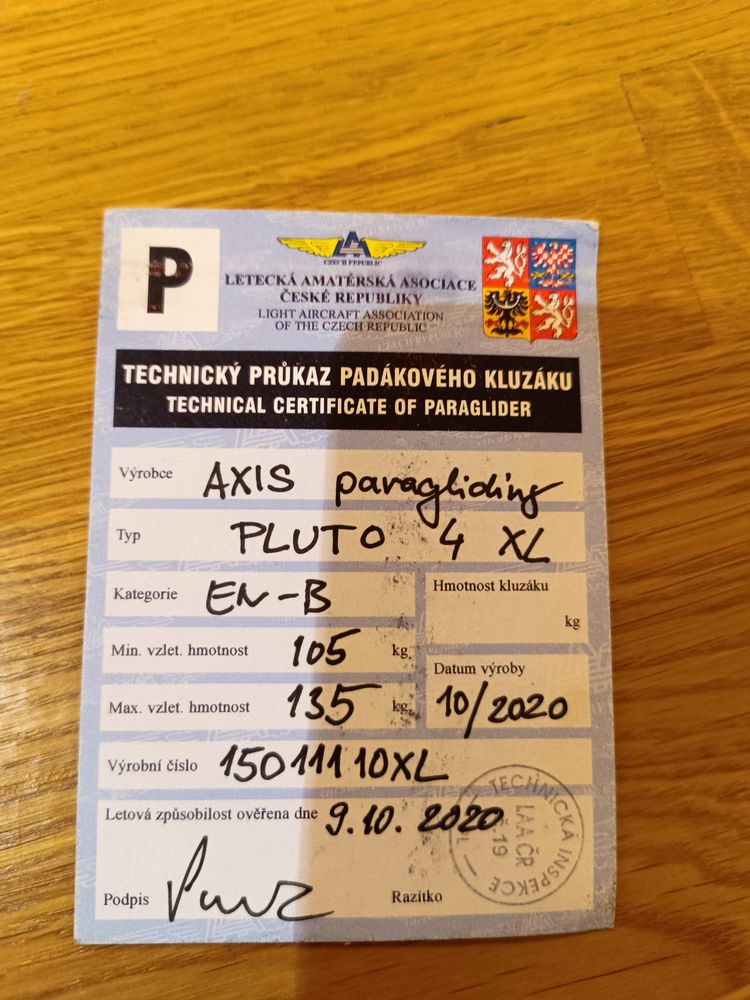 P
CZECH REPUBLIC
LETECKÁ AMATÉRSKÁ ASOCIACE
ČESKÉ REPUBLIKY
LIGHT AIRCRAFT ASSOCIATION
OF THE CZECH REPUBLIC
TECHNICKÝ PRŮKAZ PADÁKOVÉHO KLUZÁKU
TECHNICAL CERTIFICATE OF PARAGLIDER
Výrobce AXIS paragliding
Typ PLUTO 4 XL
Kategorie EN-B
Hmotnost kluzáku
kg
Min. vzlet. hmotnost 105 kg
Datum výroby
Max. vzlet. hmotnost 135 kg
10/2020
Výrobní číslo 15011110XL
Letová způsobilost ověřena dne 9.10. 2020
Podpis
Razítko
TECHNICKÁ INSPEKCE
LAA ČR